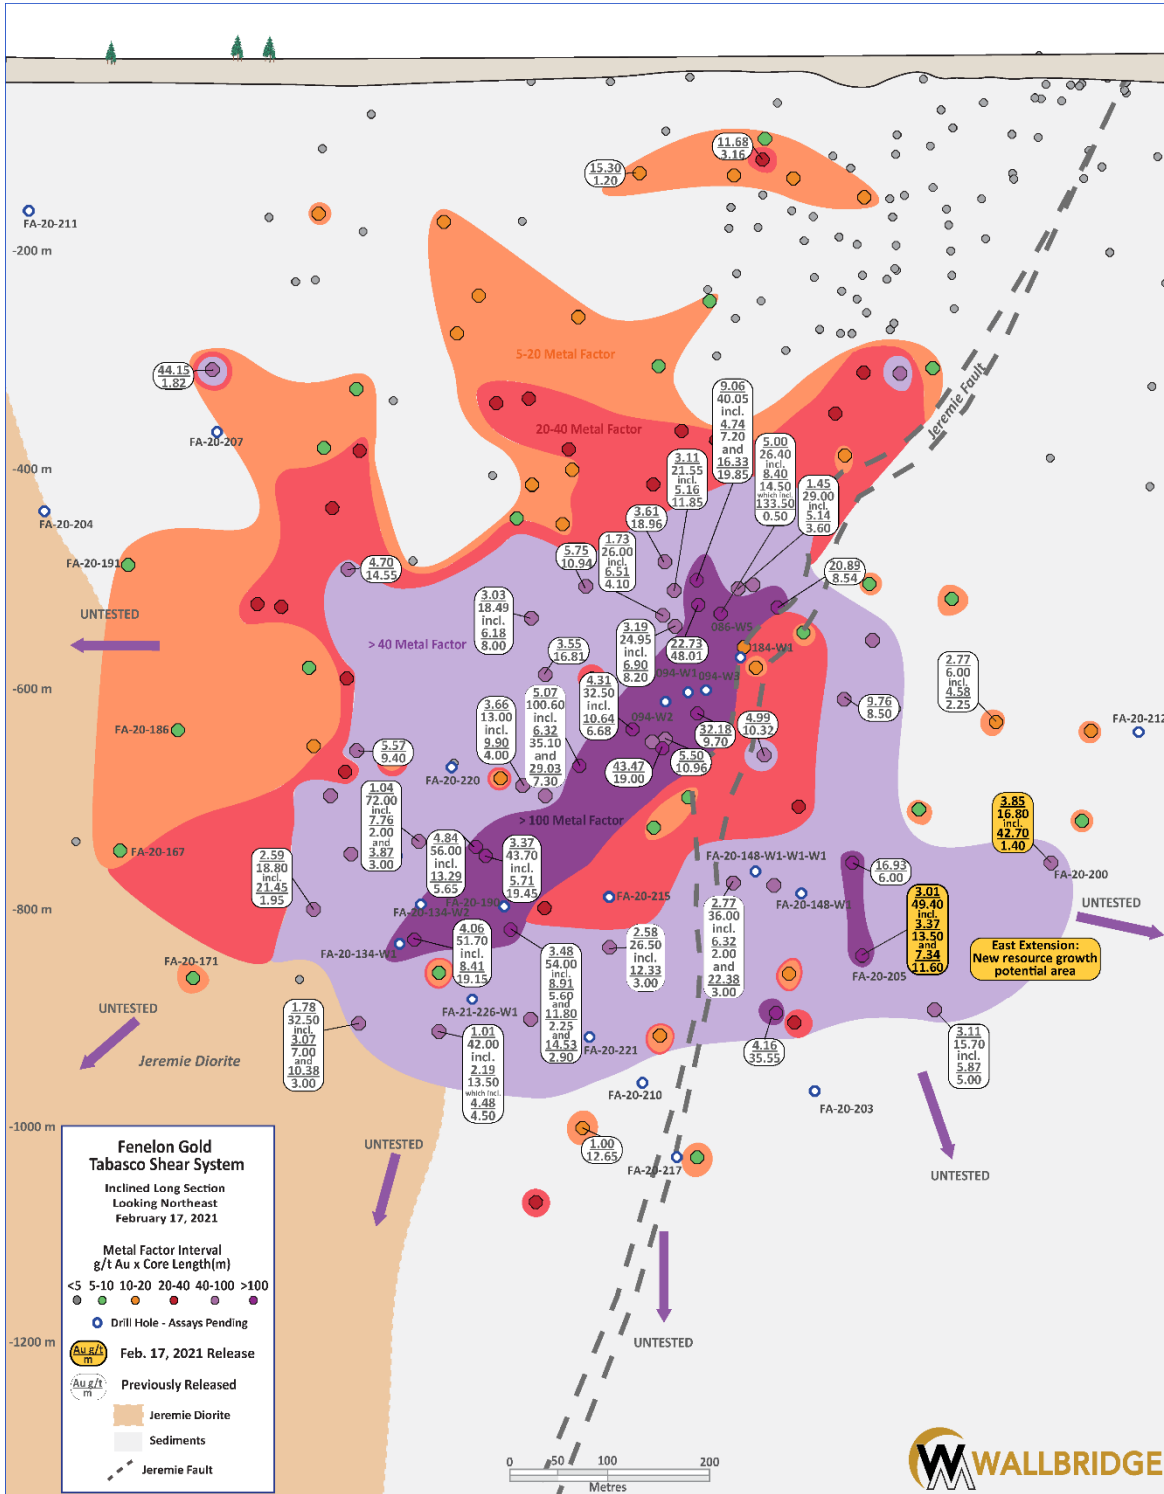 11.68
3.16
15.30
1.20
FA-20-211
-200 m
5-20 Metal Factor
44.15
1.82
Jeremie Fault
9.06
40.05
incl.
4.74
7.20
and
16.33
19.85
20-40 Metal Factor
FA-20-207
5.00
26.40
incl.
8.40
14.50
which incl.
133.50
0.50
3.11
21.55
incl.
5.16
11.85
-400 m
1.45
29.00
incl.
5.14
3.60
3.61
18.96
FA-20-204
1.73
26.00
incl.
6.51
4.10
5.75
10.94
FA-20-191
4.70
14.55
20.89
8.54
UNTESTED
3.03
18.49
incl.
6.18
8.00
> 40 Metal Factor
3.19
24.95
incl.
6.90
8.20
086-W5
22.73
48.01
184-W1
3.55
16.81
094-W1
094-W3
2.77
6.00
incl.
4.58
2.25
-600 m
4.31
32.50
incl.
10.64
6.68
5.07
100.60
incl.
6.32
35.10
and
29.03
7.30
9.76
8.50
3.66
13.00
incl.
9.90
4.00
094-W2
4.99
10.32
FA-20-212
FA-20-186
32.18
9.70
5.57
9.40
5.50
10.96
43.47
19.00
FA-20-220
1.04
72.00
incl.
7.76
2.00
and
3.87
3.00
3.85
16.80
incl.
42.70
1.40
> 100 Metal Factor
4.84
56.00
incl.
13.29
5.65
3.37
43.70
incl.
5.71
19.45
FA-20-167
FA-20-148-W1-W1-W1
2.59
18.80
incl.
21.45
1.95
16.93
6.00
FA-20-200
2.77
36.00
incl.
6.32
2.00
and
22.38
3.00
3.01
49.40
incl.
3.37
13.50
and
7.34
11.60
FA-20-215
FA-20-190
FA-20-148-W1
-800 m
FA-20-134-W2
UNTESTED
4.06
51.70
incl.
8.41
19.15
2.58
26.50
incl.
12.33
3.00
East Extension:
New resource growth
potential area
FA-20-134-W1
3.48
54.00
incl.
8.91
5.60
and
11.80
2.25
and
14.53
2.90
FA-20-171
FA-20-205
UNTESTED
1.78
32.50
incl.
3.07
7.00
and
10.38
3.00
FA-21-226-W1
1.01
42.00
incl.
2.19
13.50
which incl.
4.48
4.50
3.11
15.70
incl.
5.87
5.00
4.16
35.55
FA-20-221
Jeremie Diorite
FA-20-210
FA-20-203
-1000 m
UNTESTED
1.00
12.65
FA-20-217
UNTESTED
Fenelon Gold
Tabasco Shear System
Inclined Long Section
Looking Northeast
February 17, 2021
Metal Factor Interval
g/t Au x Core Length(m)
<5 5-10 10-20 20-40 40-100 >100
Drill Hole - Assays Pending
Au g/t
m
Feb. 17, 2021 Release
Au g/t
m
Previously Released
Jeremie Diorite
Sediments
Jeremie Fault
-1200 m
UNTESTED
0 50 100 200
Metres
WALLBRIDGE